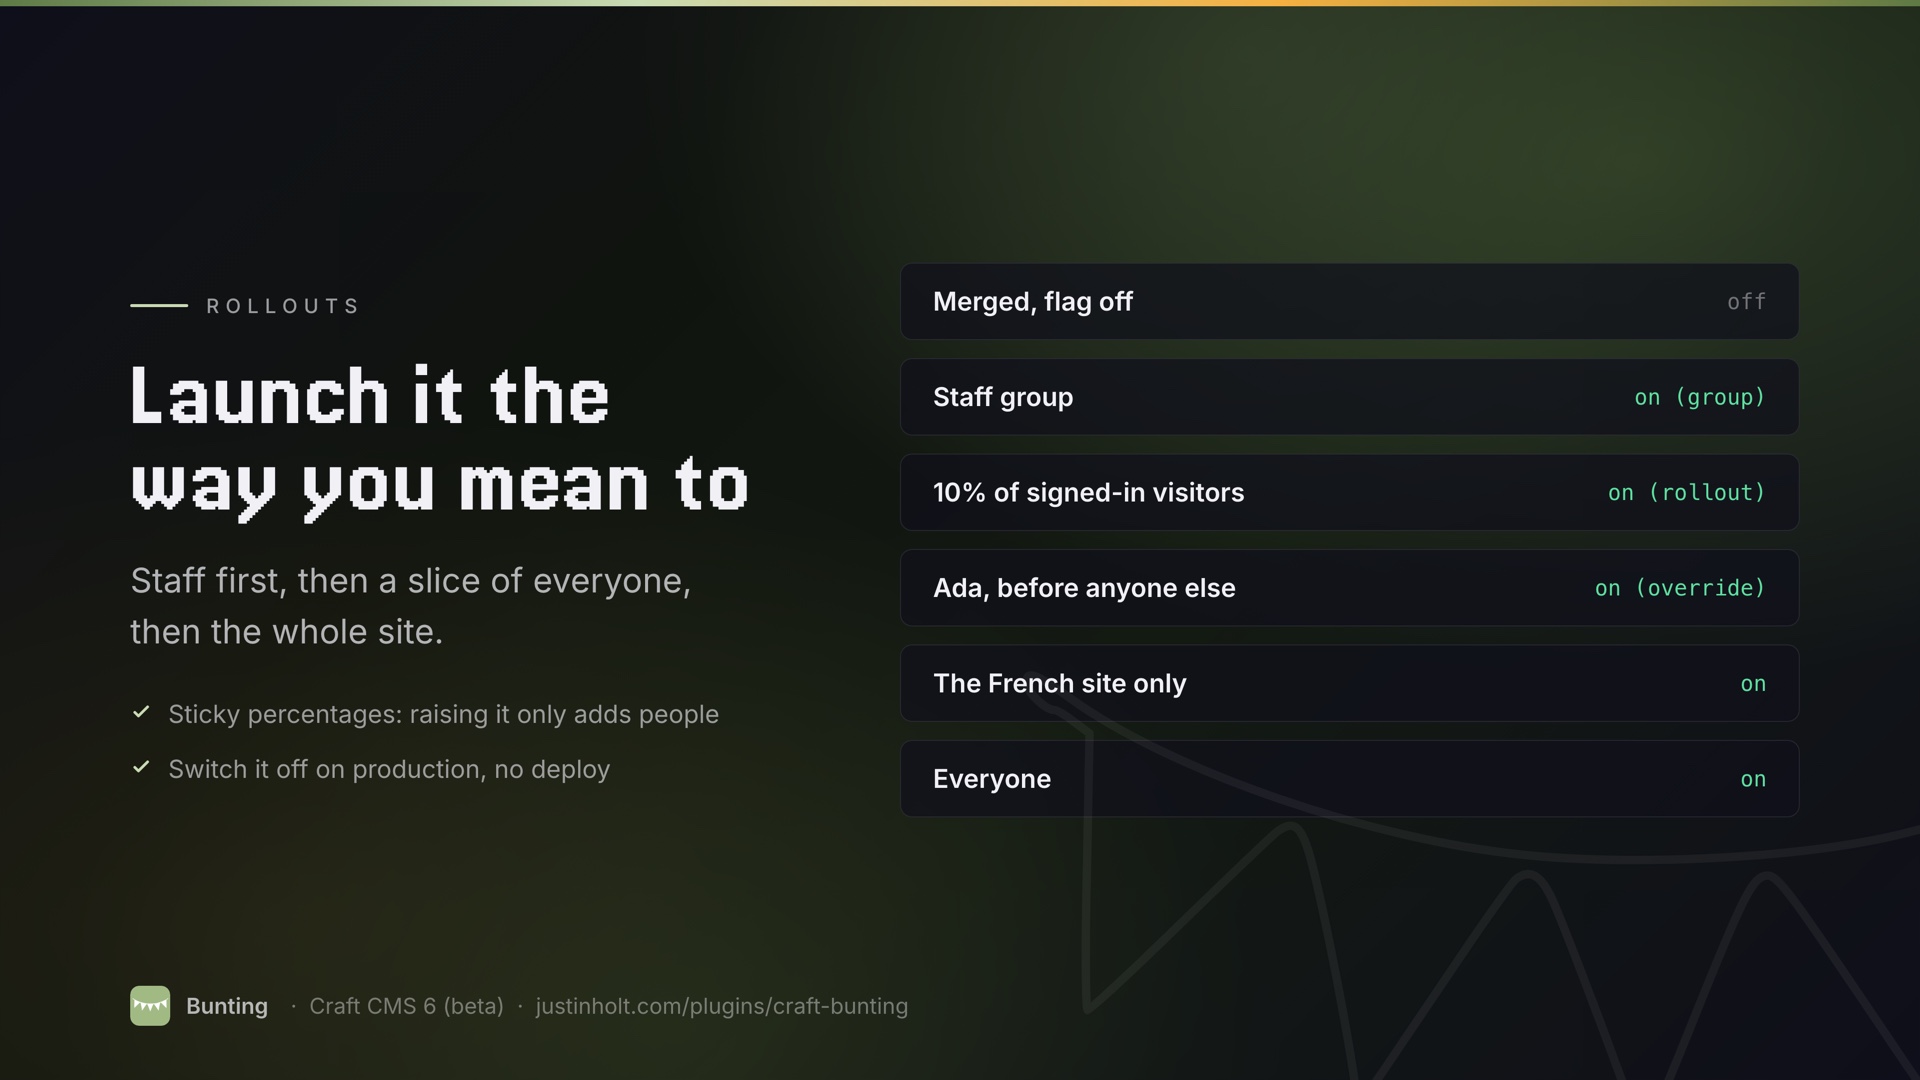 ROLLOUTS
Launch it the
way you mean to
Staff first, then a slice of everyone,
then the whole site.
Sticky percentages: raising it only adds people
Switch it off on production, no deploy
Merged, flag off off
Staff group on (group)
10% of signed-in visitors on (rollout)
Ada, before anyone else on (override)
The French site only on
Everyone on
Bunting · Craft CMS 6 (beta) · justinholt.com/plugins/craft-bunting